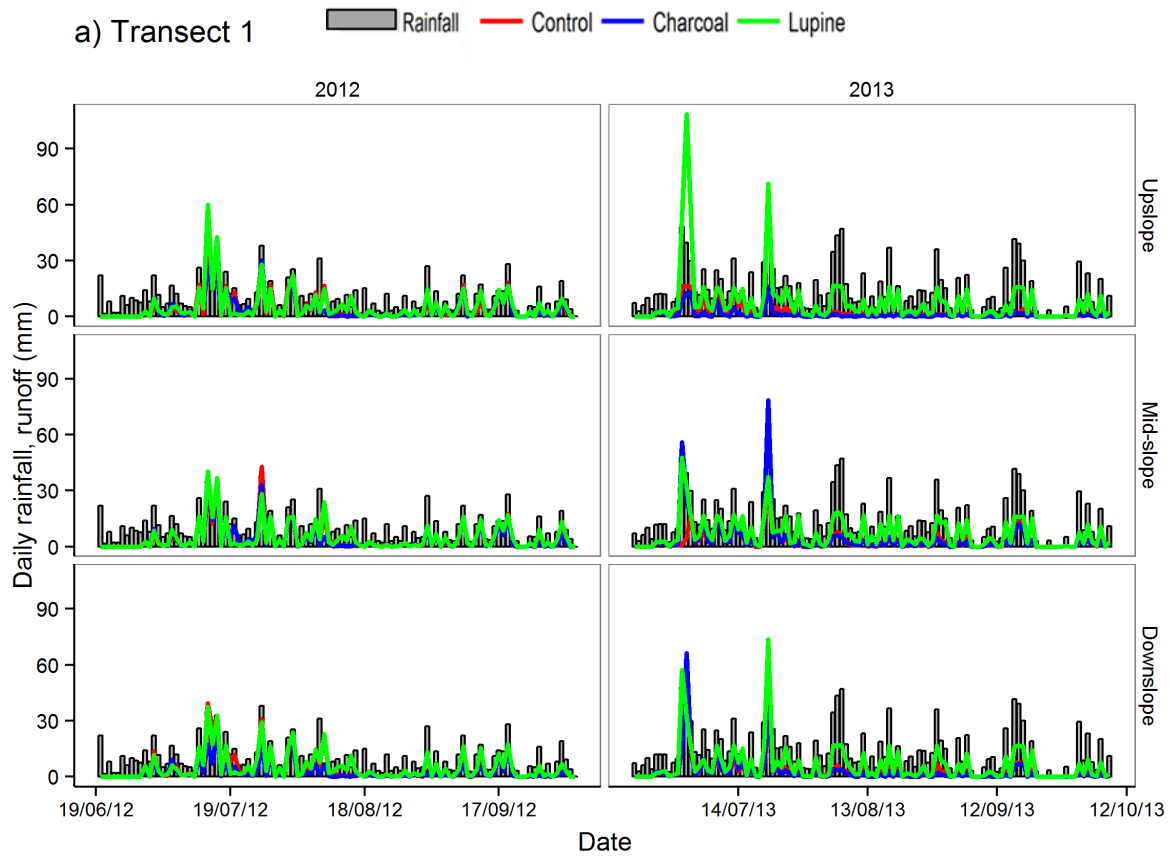 a) Transect 1
Rainfall Control Charcoal Lupine
2012 2013
Daily rainfall, runoff (mm)
90
60
30
0
Upslope
90
60
30
0
Mid-slope
90
60
30
0
Downslope
19/06/12 19/07/12 18/08/12 17/09/12 14/07/13 13/08/13 12/09/13 12/10/13
Date